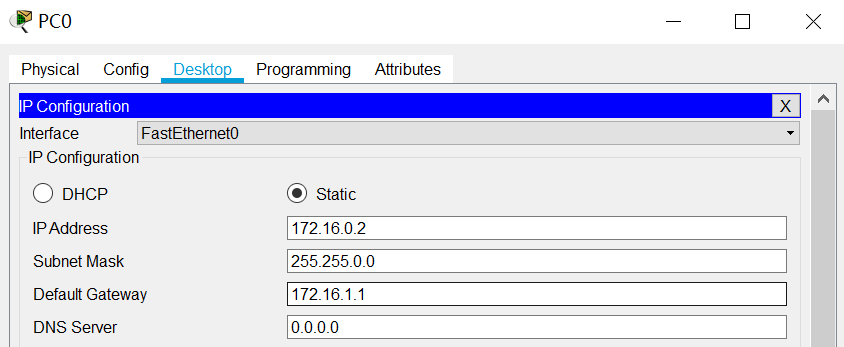 PC0
Physical Config Desktop Programming Attributes
IP Configuration X
Interface FastEthernet0
IP Configuration
DHCP Static
IP Address 172.16.0.2
Subnet Mask 255.255.0.0
Default Gateway 172.16.1.1
DNS Server 0.0.0.0